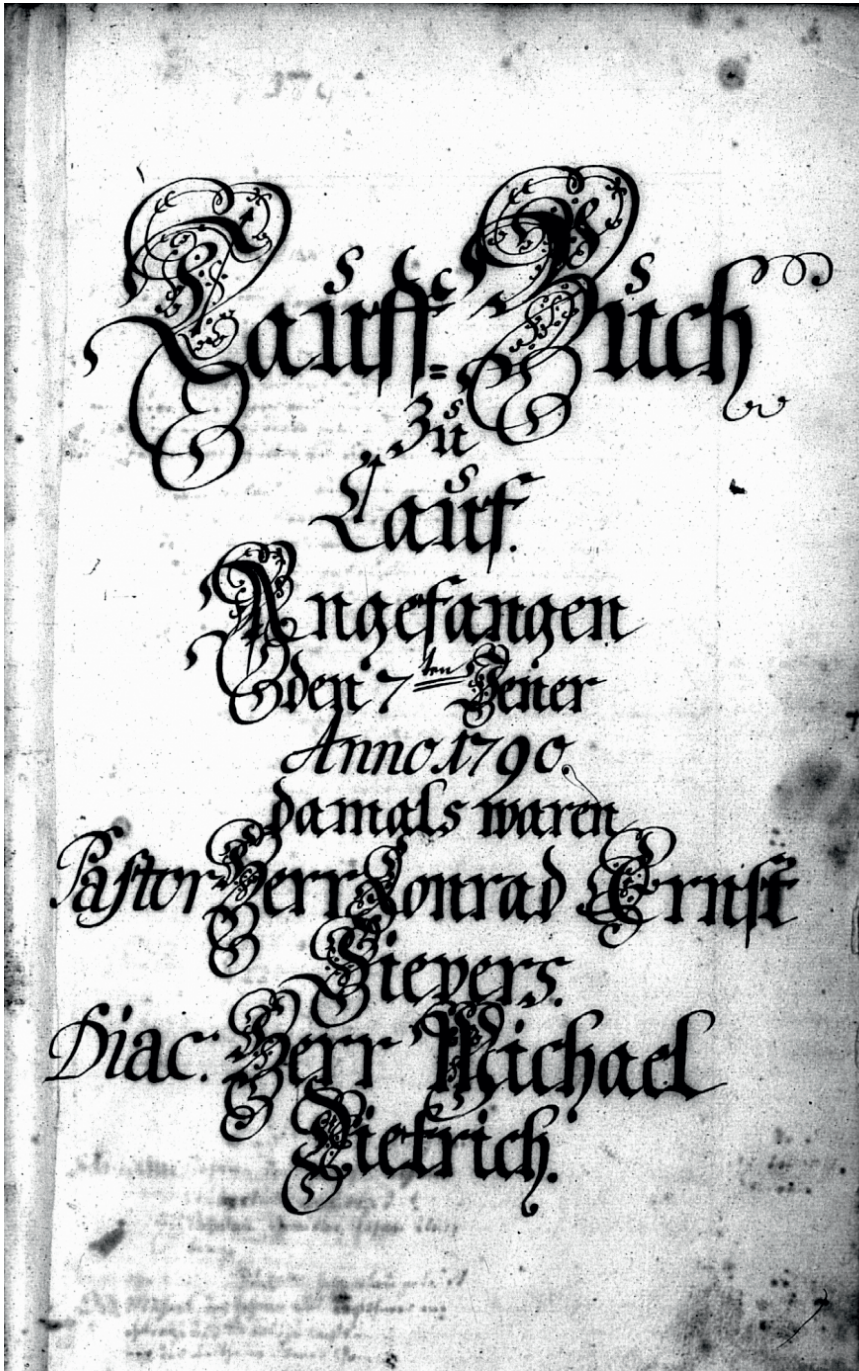 Tauff=Buch
Zu
Lauf.
Angefangen
den 7ten Jener
Anno. 1790.
damals waren
Pastor Herr Conrad Ernst
Sievers.
Diac: Herr Michael
Dietrich.